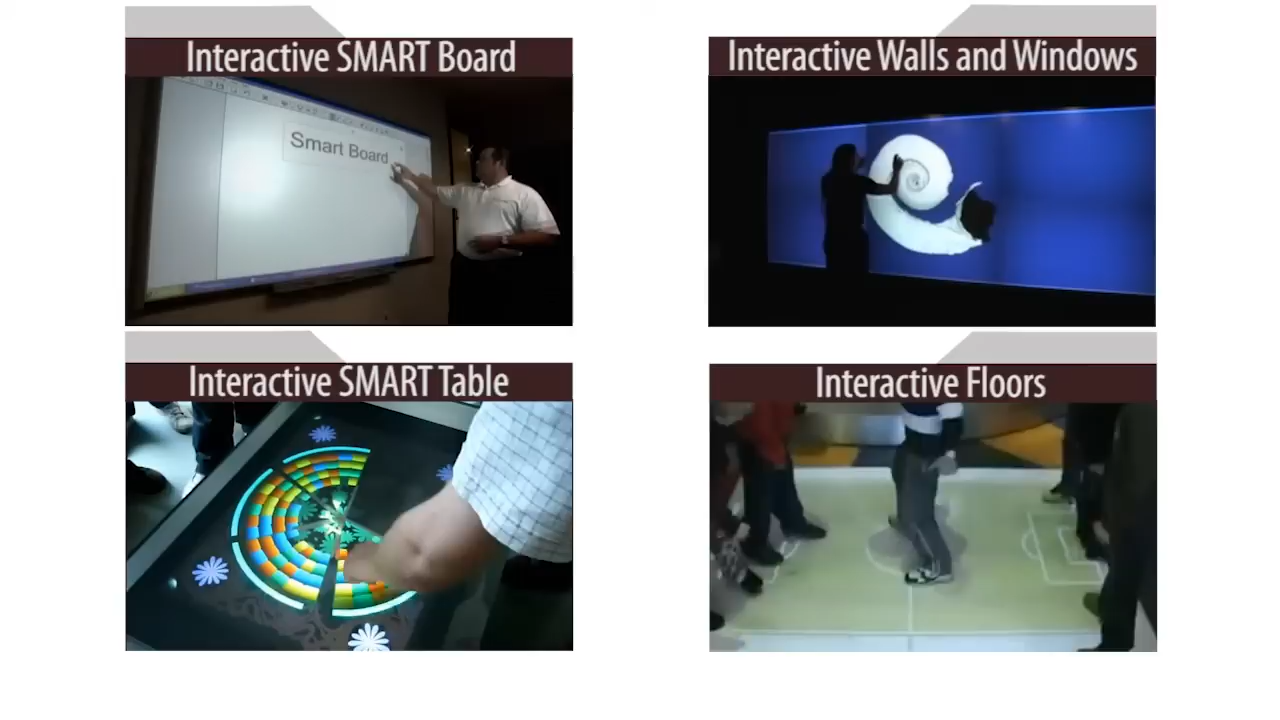 Interactive SMART Board
Interactive Walls and Windows
Smart Board
Interactive SMART Table
Interactive Floors